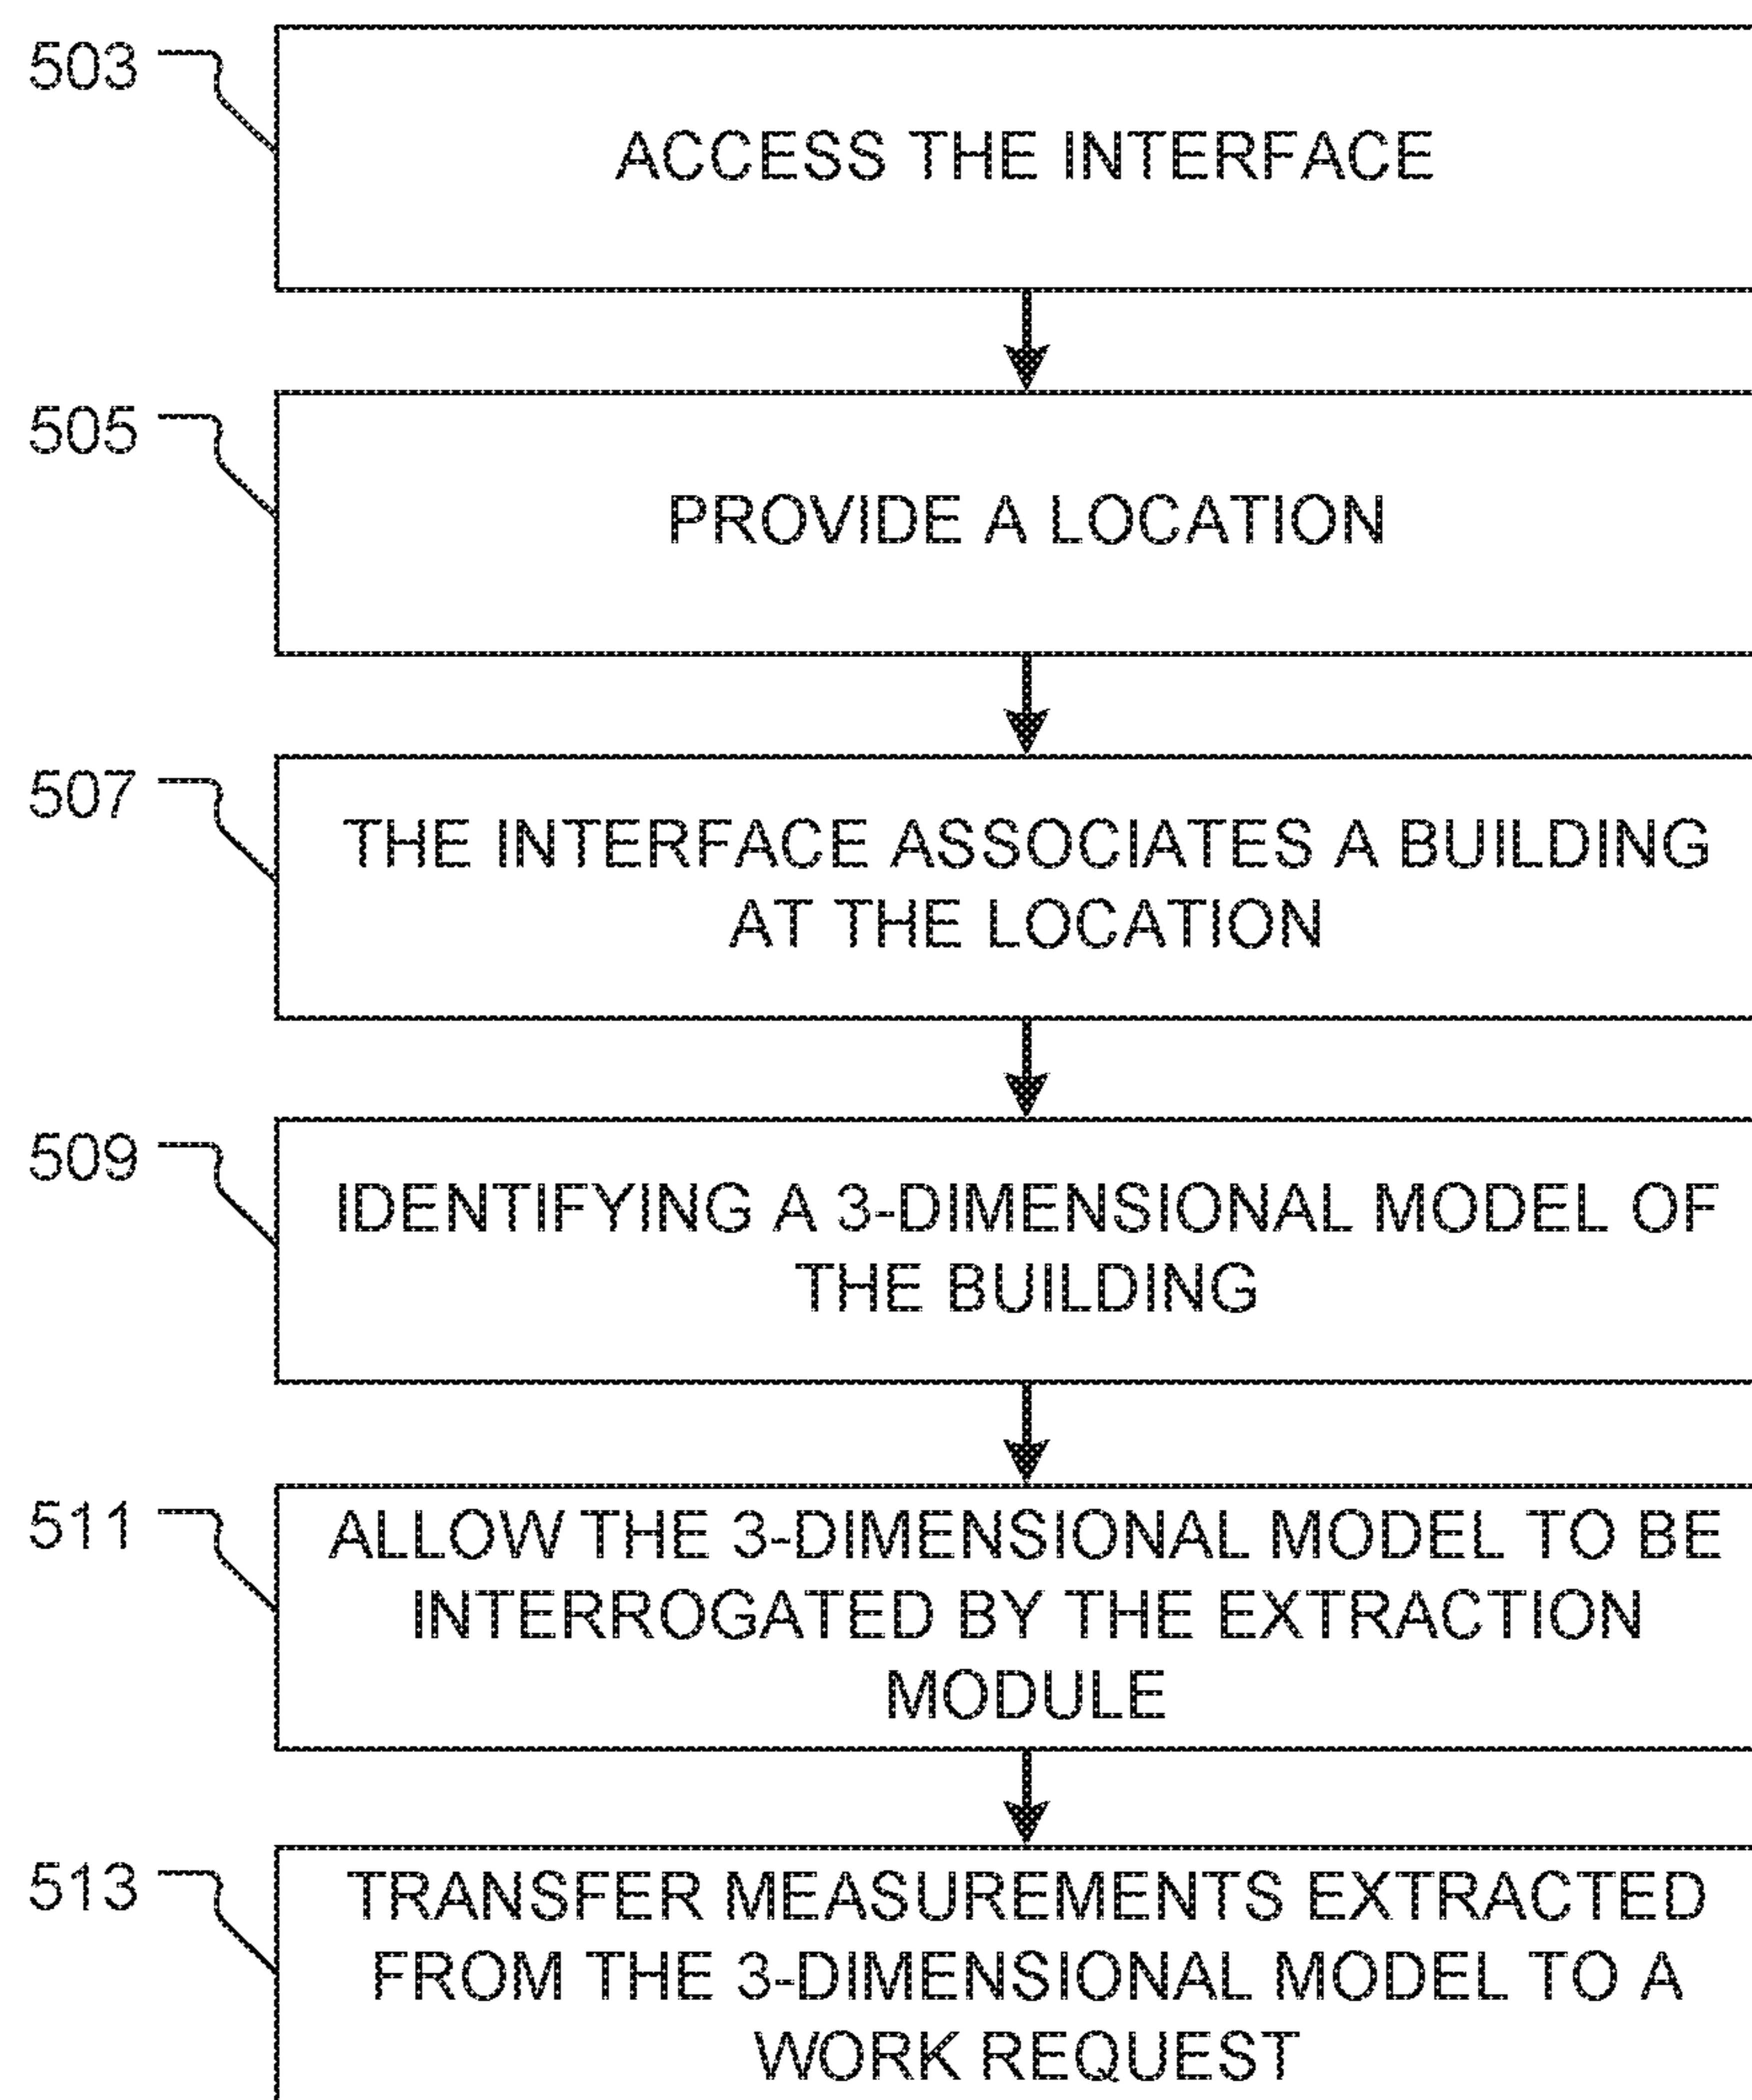 503
ACCESS THE INTERFACE
505
PROVIDE A LOCATION
507
THE INTERFACE ASSOCIATES A BUILDING
AT THE LOCATION
509
IDENTIFYING A 3-DIMENSIONAL MODEL OF
THE BUILDING
511
ALLOW THE 3-DIMENSIONAL MODEL TO BE
INTERROGATED BY THE EXTRACTION
MODULE
513
TRANSFER MEASUREMENTS EXTRACTED
FROM THE 3-DIMENSIONAL MODEL TO A
WORK REQUEST